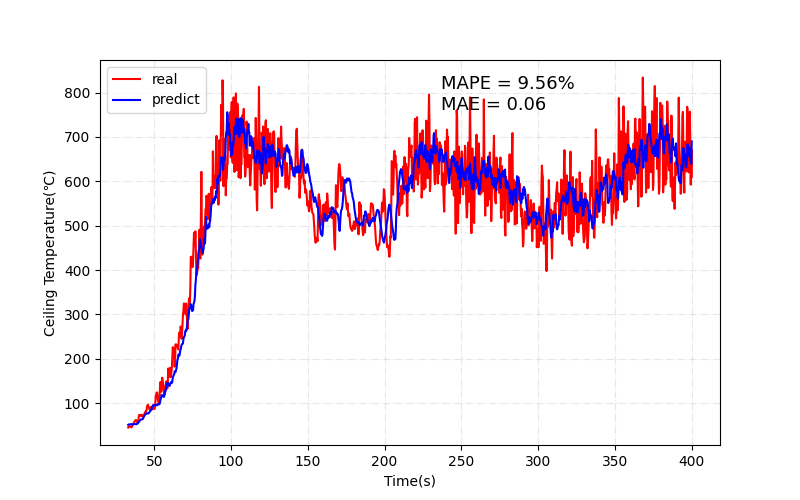 real
predict
MAPE = 9.56%
MAE = 0.06
800
700
600
500
400
300
200
100
Ceiling Temperature(℃)
50 100 150 200 250 300 350 400
Time(s)